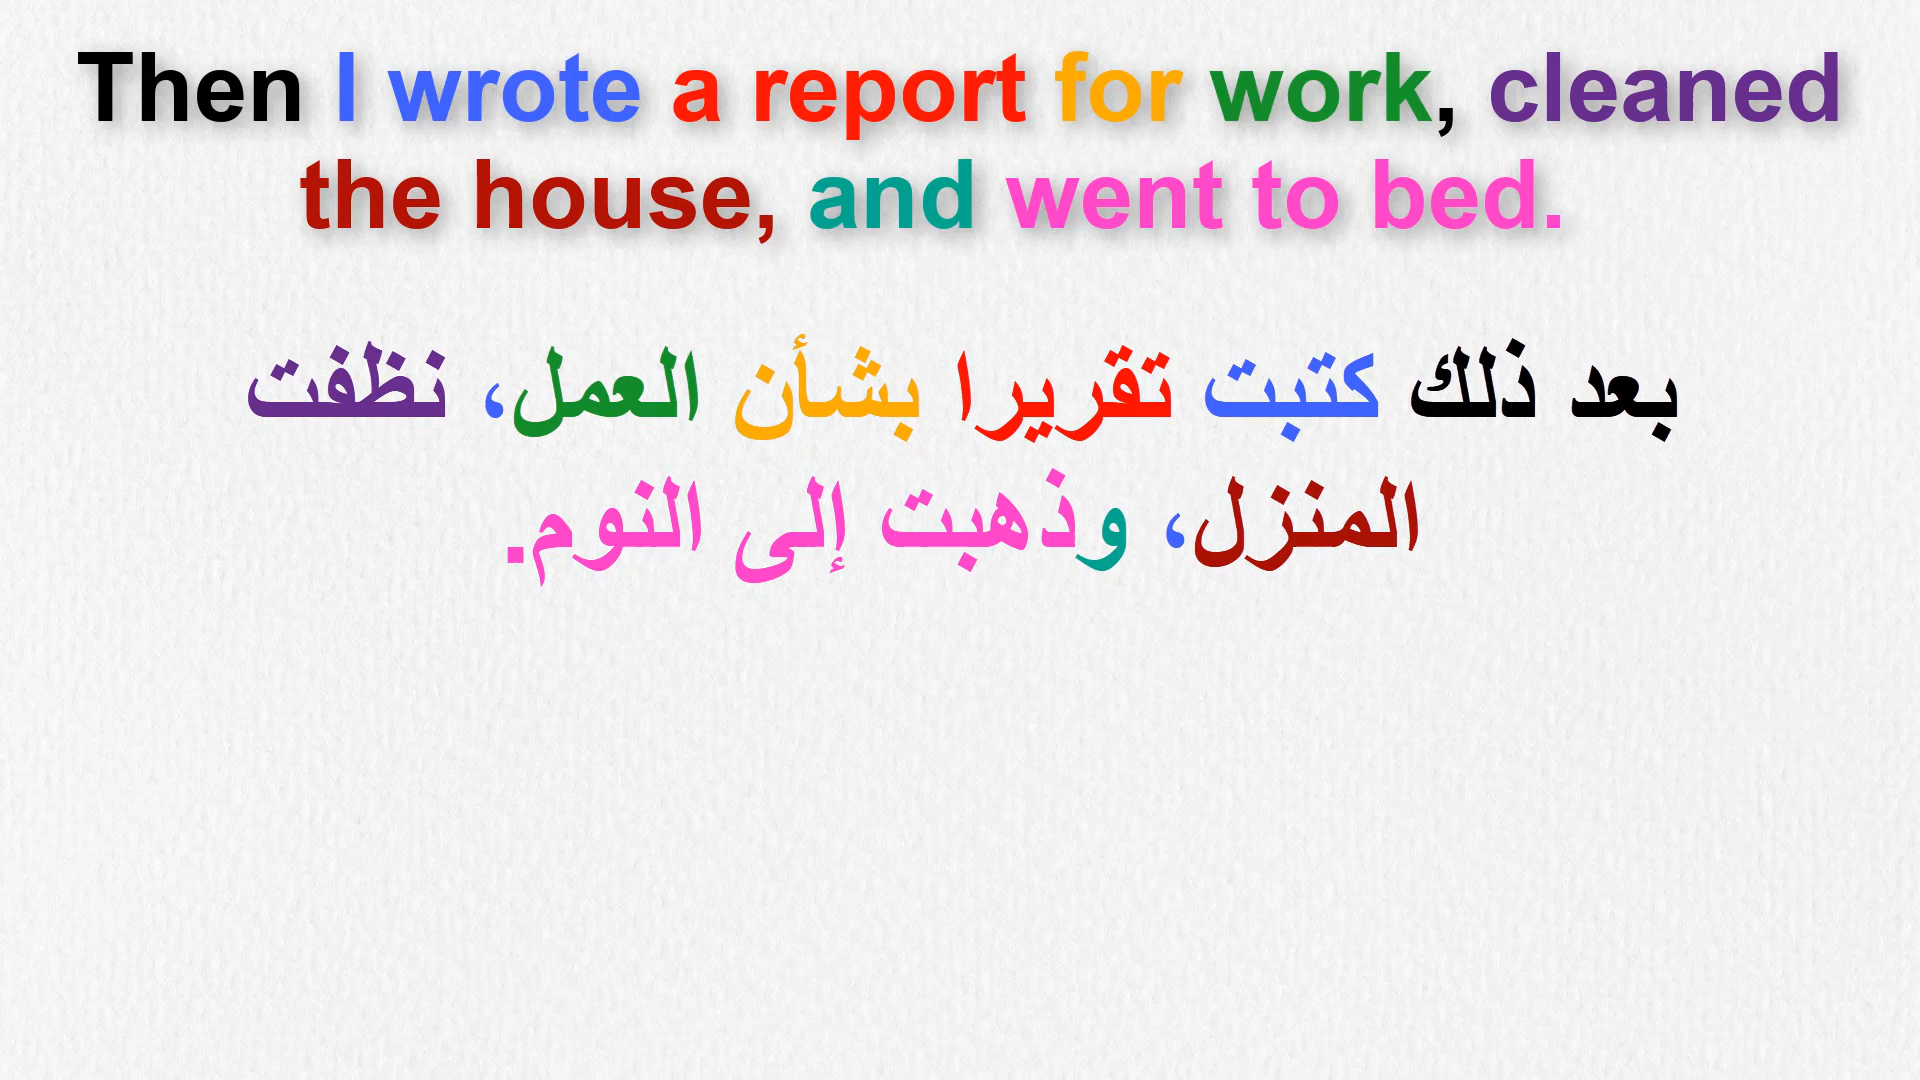 Then I wrote a report for work, cleaned
the house, and went to bed.
بعد ذلك كتبت تقريرا بشأن العمل، نظفت
المنزل، وذهبت إلى النوم.